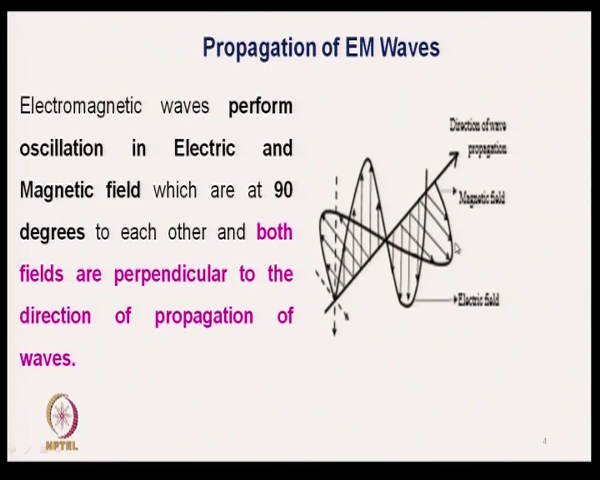 Propagation of EM Waves
Electromagnetic waves perform
oscillation in Electric and
Magnetic field which are at 90
degrees to each other and both
fields are perpendicular to the
direction of propagation of
waves.
Direction of wave
propagation
Magnetic field
Electric field
NPTEL
4